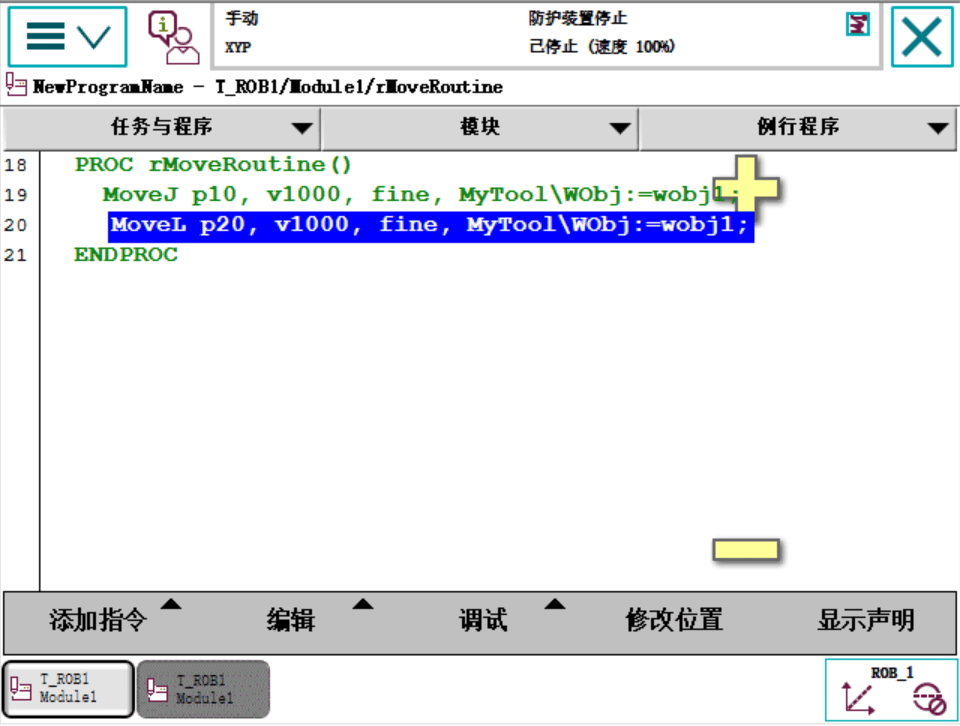 手动
防护装置停止
XYP
己停止 (速度 100%)
NewProgramName - T_ROB1/Module1/rMoveRoutine
任务与程序
模块
例行程序
18 PROC rMoveRoutine()
19 MoveJ p10, v1000, fine, MyTool\WObj:=wobj1;
20 MoveL p20, v1000, fine, MyTool\WObj:=wobj1;
21 ENDPROC
添加指令
编辑
调试
修改位置
显示声明
T_ROB1
Module1
T_ROB1
Module1
ROB_1